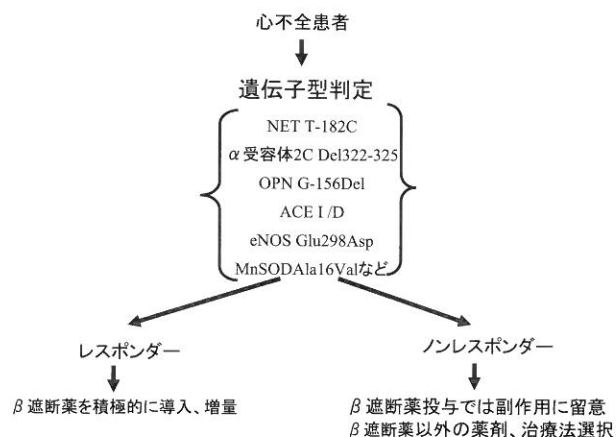 心不全患者
遺伝子型判定
NET T-182C
α受容体2C Del322-325
OPN G-156Del
ACE I /D
eNOS Glu298Asp
MnSODAla16Valなど
レスポンダー
ノンレスポンダー
β遮断薬を積極的に導入、増量
β遮断薬投与では副作用に留意
β遮断薬以外の薬剤、治療法選択